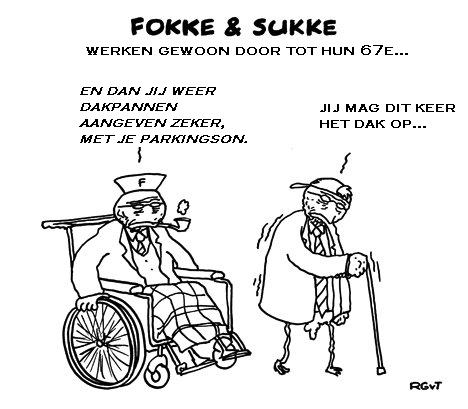 FOKKE & SUKKE
WERKEN GEWOON DOOR TOT HUN 67E...
EN DAN JIJ WEER
DAKPANNEN
AANGEVEN ZEKER,
MET JE PARKINGSON.
JIJ MAG DIT KEER
HET DAK OP...
F
RGvT